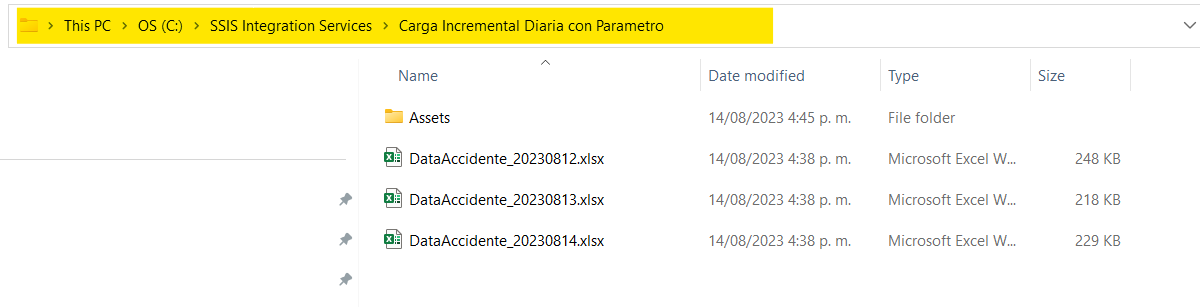 This PC > OS (C:) > SSIS Integration Services > Carga Incremental Diaria con Parametro
Name Date modified Type Size
Assets 14/08/2023 4:45 p. m. File folder
DataAccidente_20230812.xlsx 14/08/2023 4:38 p. m. Microsoft Excel W... 248 KB
DataAccidente_20230813.xlsx 14/08/2023 4:38 p. m. Microsoft Excel W... 218 KB
DataAccidente_20230814.xlsx 14/08/2023 4:38 p. m. Microsoft Excel W... 229 KB